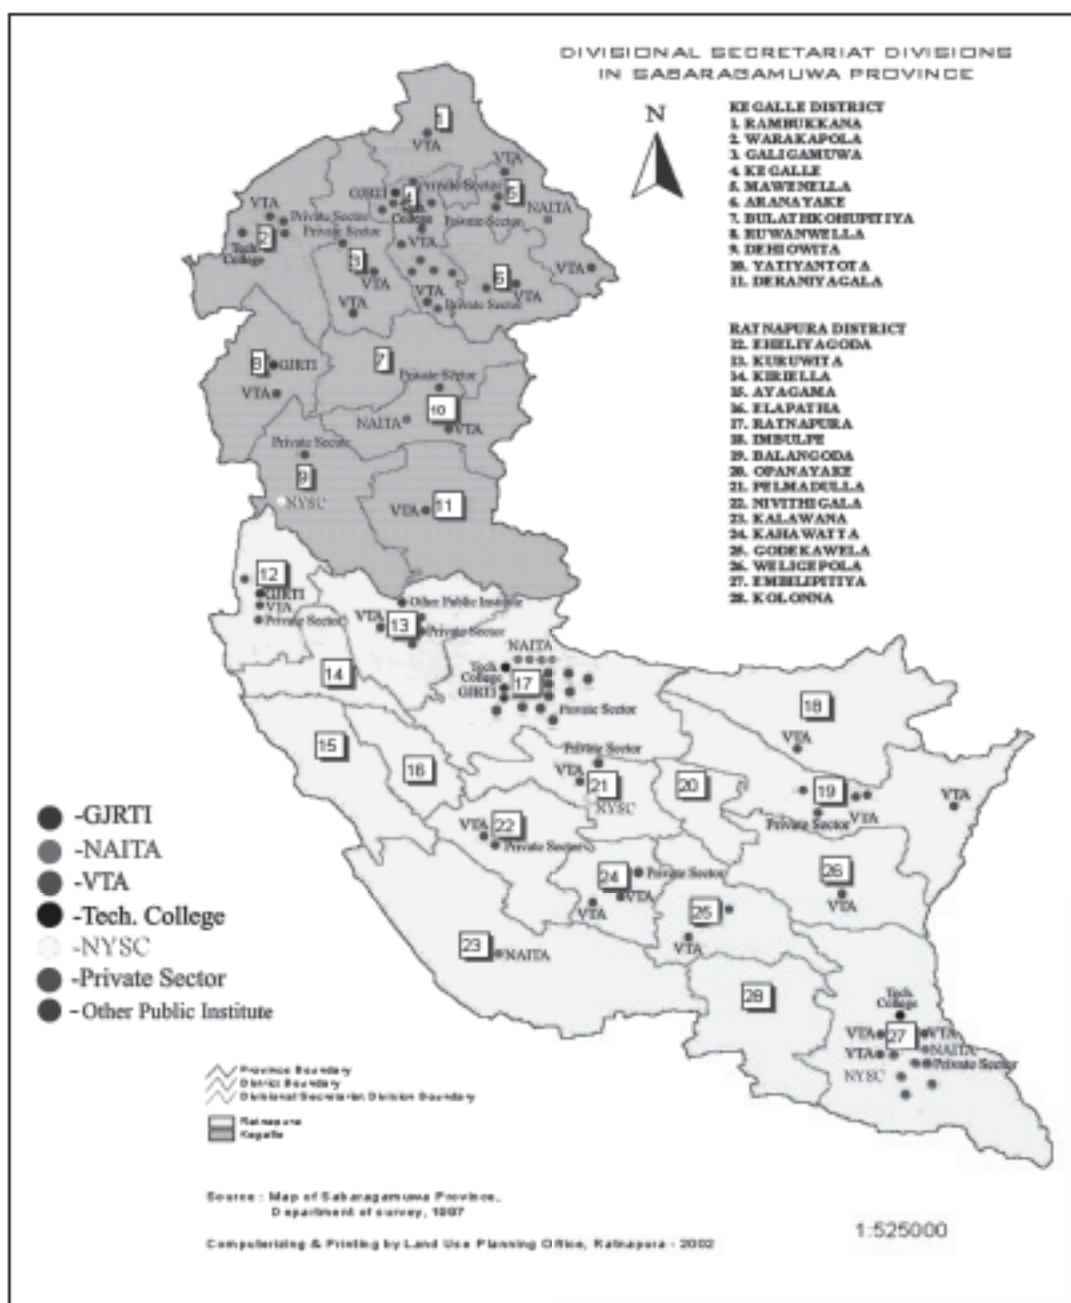 DIVISIONAL SECRETARIAT DIVISIONS
IN SABARAGAMUWA PROVINCE
N
KEGALLE DISTRICT
1. RAMBUKKANA
2. WARAKAPOLA
3. GALIGAMUWA
4. KEGALLE
5. MAWENELLA
6. ARANAYAKE
7. BULATHKOHUPITIYA
8. RUWANWELLA
9. DEHIOWITA
10. YATIYANTOTA
11. DERANIYAGALA
RATNAPURA DISTRICT
12. EHELIYAGODA
13. KURUWITA
14. KIRIELLA
15. AYAGAMA
16. ELAPATHA
17. RATNAPURA
18. IMBULPE
19. BALANGODA
20. OPANAYAKE
21. PELMADULLA
22. NIVITHIGALA
23. KALAWANA
24. KAHAWATTA
25. GODEKAWELA
26. WELIGEPOLA
27. EMBILIPITIYA
28. KOLONNA
1
VTA
VTA
GJRTI
Private Sector
4
5
College
Private Sector
NAITA
VTA
Private Sector
Private Sector
2
Tech.
College
VTA
3
VTA
6
VTA
VTA
VTA
VTA
Private Sector
8
GJRTI
VTA
7
Private Sector
10
NAITA
VTA
Private Secto
9
NYSC
11
VTA
12
GJRTI
VTA
Private Sector
Other Public Institute
VTA
13
Private Sector
14
NAITA
Tech.
College
17
GJRTI
Private Sector
15
16
18
VTA
Private Sector
VTA
21
NYSC
20
19
VTA
Private Sector
VTA
VTA
22
Private Sector
24
Private Sector
VTA
VTA
26
VTA
25
VTA
23
NAITA
28
Tech.
College
VTA
27
VTA
VTA
NAITA
Private Sector
NYSC
-GJRTI
-NAITA
-VTA
-Tech. College
-NYSC
-Private Sector
-Other Public Institute
Province Boundary
District Boundary
Divisional Secretariat Division Boundary
Ratnapura
Kegalle
Source : Map of Sabaragamuwa Province,
Department of survey, 1997
Computerizing & Printing by Land Use Planning Office, Ratnapura - 2002
1:525000